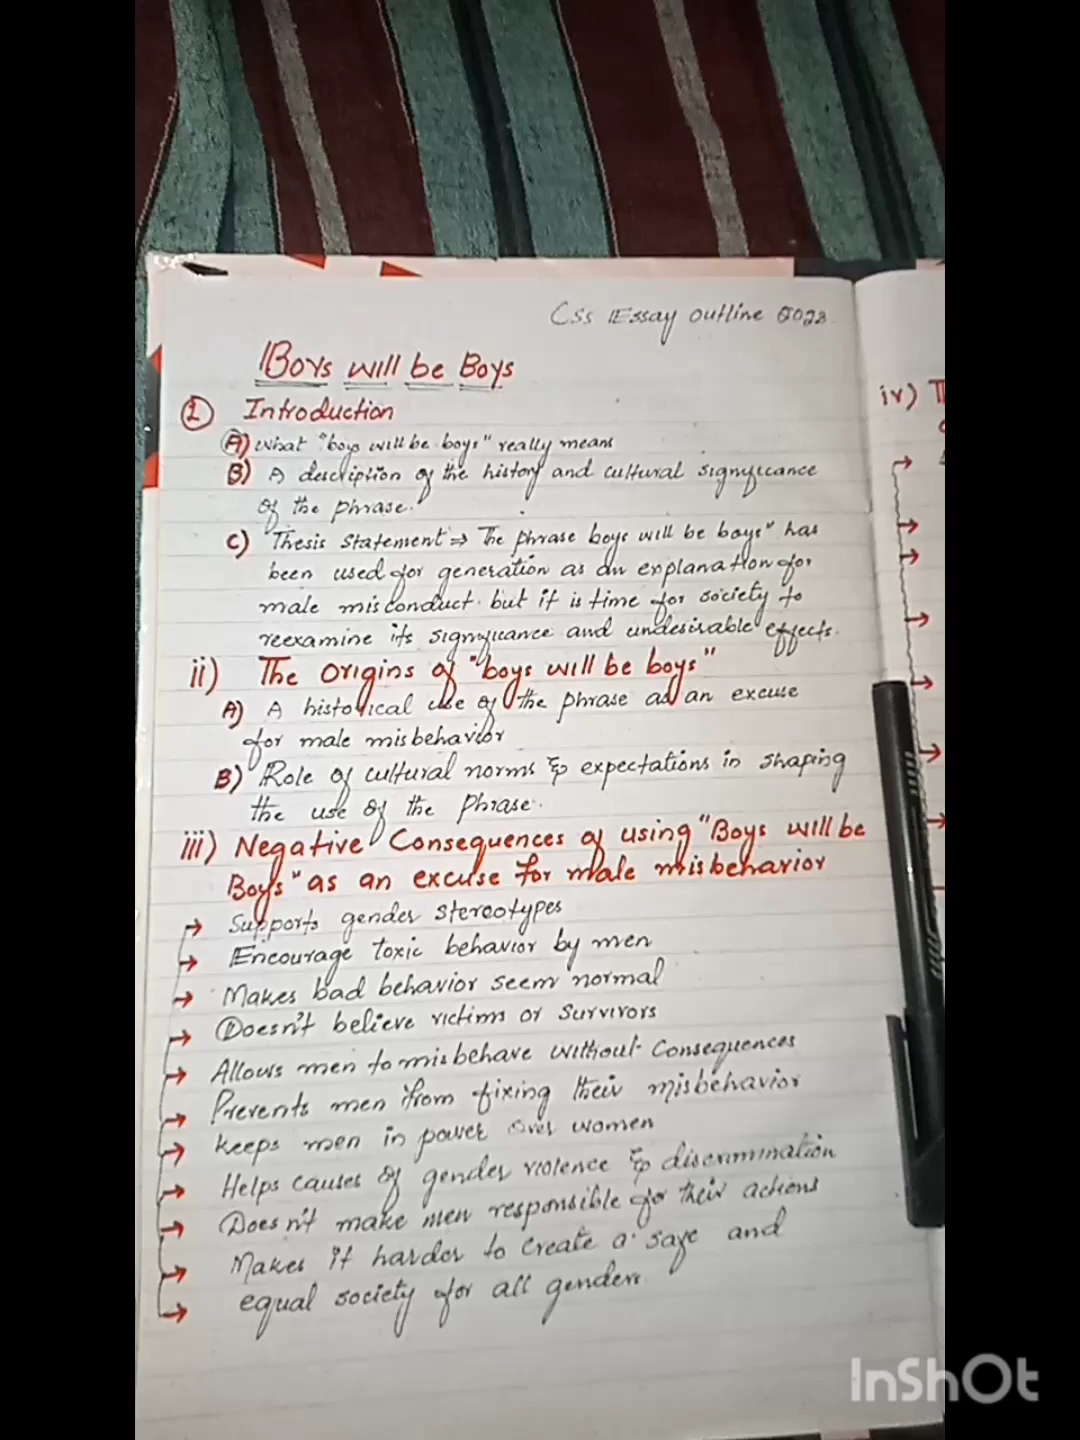 Css Essay outline 2023
Boys will be Boys
1 Introduction
A) What "boys will be boys" really means
B) A description of the history and cultural significance
of the phrase.
C) Thesis Statement ⇒ The phrase boys will be boys" has
been used for generation as an explanation for
male misconduct. but it is time for society to
reexamine its significance and undesirable effects.
ii) The origins of "boys will be boys"
A) A historical use of the phrase as an excuse
for male misbehavior
B) Role of cultural norms & expectations in shaping
the use of the phrase.
iii) Negative Consequences of using "Boys will be
Boys" as an excuse for male misbehavior
→ Supports gender stereotypes
→ Encourage toxic behavior by men
→ Makes bad behavior seem normal
→ Doesn't believe victims or survivors
→ Allows men to misbehave without consequences
→ Prevents men from fixing their misbehavior
→ keeps men in power over women
→ Helps causes of gender violence & discrimination
→ Doesn't make men responsible for their actions
→ Makes it harder to create a safe and
→ equal society for all genders.
iv)
InShOt